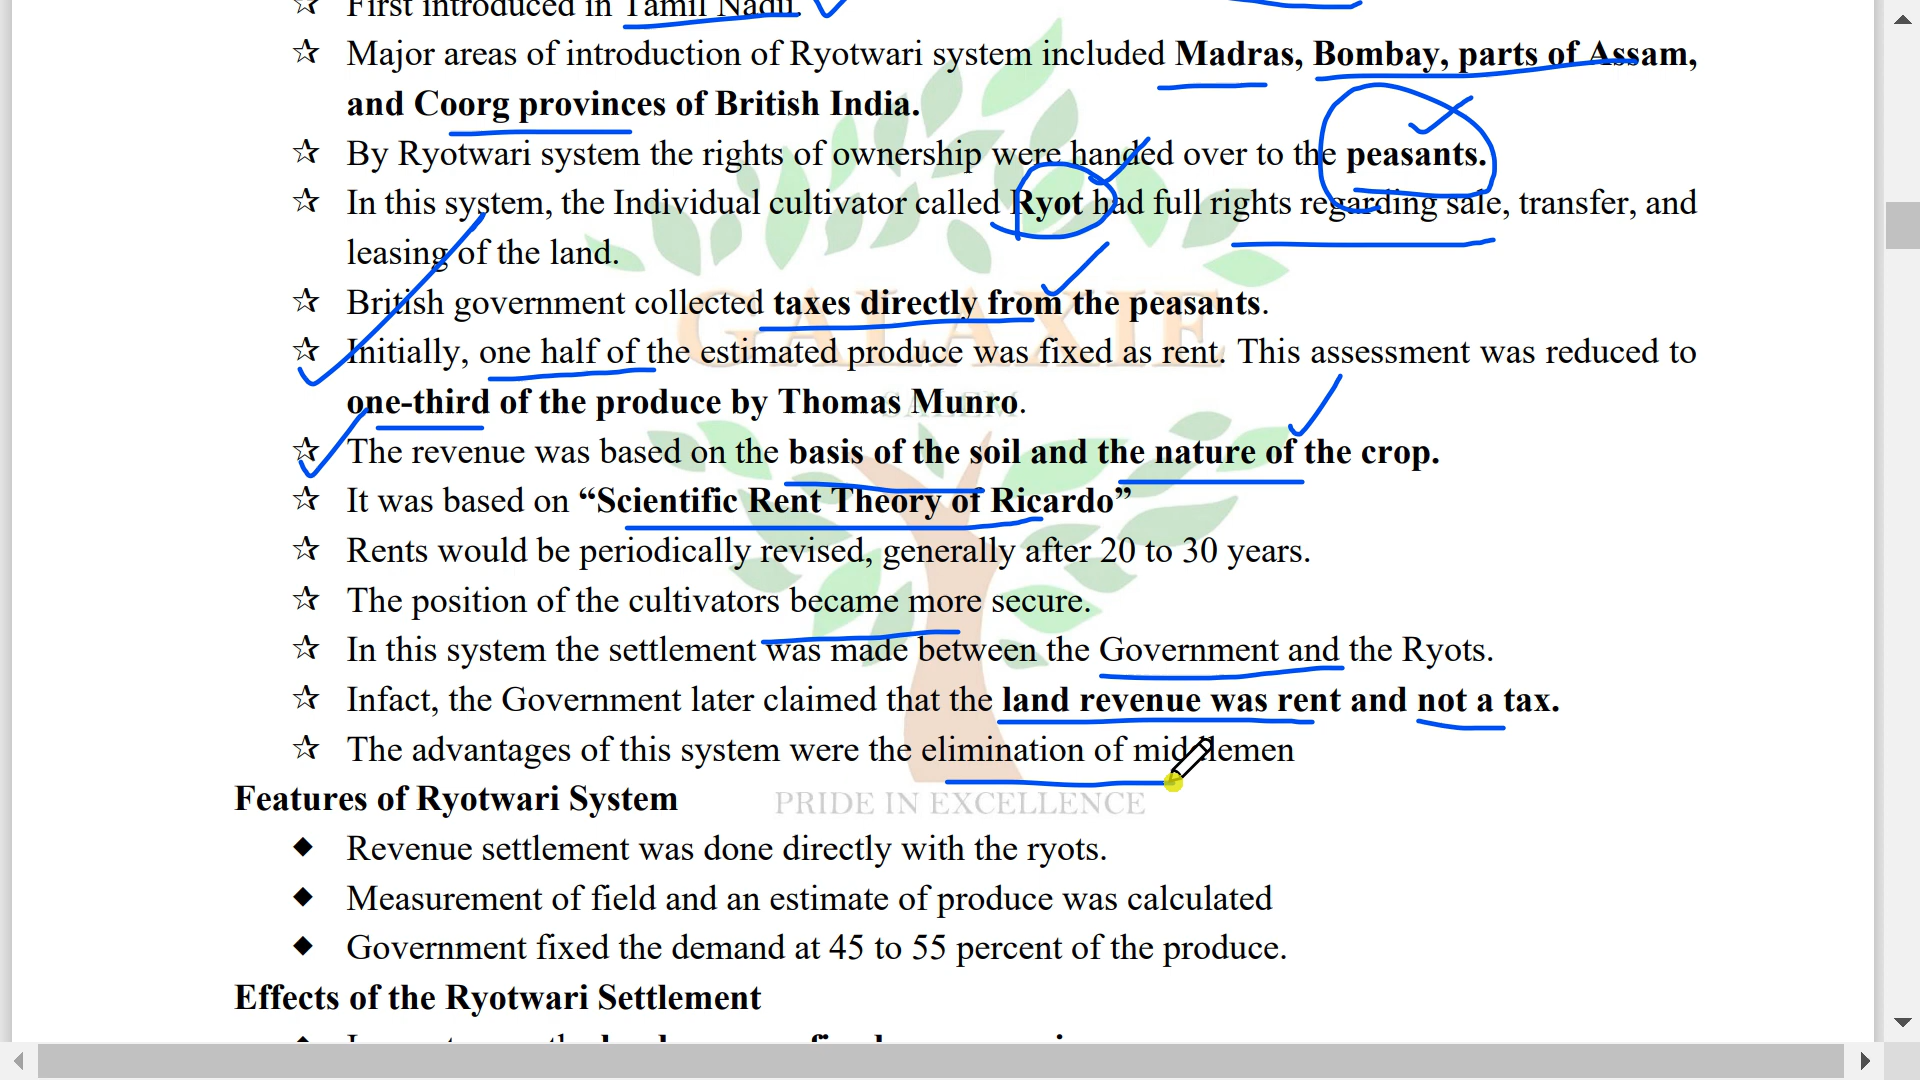 ☆ First introduced in Tamil Nadu.
☆ Major areas of introduction of Ryotwari system included Madras, Bombay, parts of Assam,
and Coorg provinces of British India.
☆ By Ryotwari system the rights of ownership were handed over to the peasants.
☆ In this system, the Individual cultivator called Ryot had full rights regarding sale, transfer, and
leasing of the land.
☆ British government collected taxes directly from the peasants.
☆ Initially, one half of the estimated produce was fixed as rent. This assessment was reduced to
one-third of the produce by Thomas Munro.
☆ The revenue was based on the basis of the soil and the nature of the crop.
☆ It was based on “Scientific Rent Theory of Ricardo”
☆ Rents would be periodically revised, generally after 20 to 30 years.
☆ The position of the cultivators became more secure.
☆ In this system the settlement was made between the Government and the Ryots.
☆ Infact, the Government later claimed that the land revenue was rent and not a tax.
☆ The advantages of this system were the elimination of middlemen
GALAXIE
SALEM
PRIDE IN EXCELLENCE
Features of Ryotwari System
◆ Revenue settlement was done directly with the ryots.
◆ Measurement of field and an estimate of produce was calculated
◆ Government fixed the demand at 45 to 55 percent of the produce.
Effects of the Ryotwari Settlement